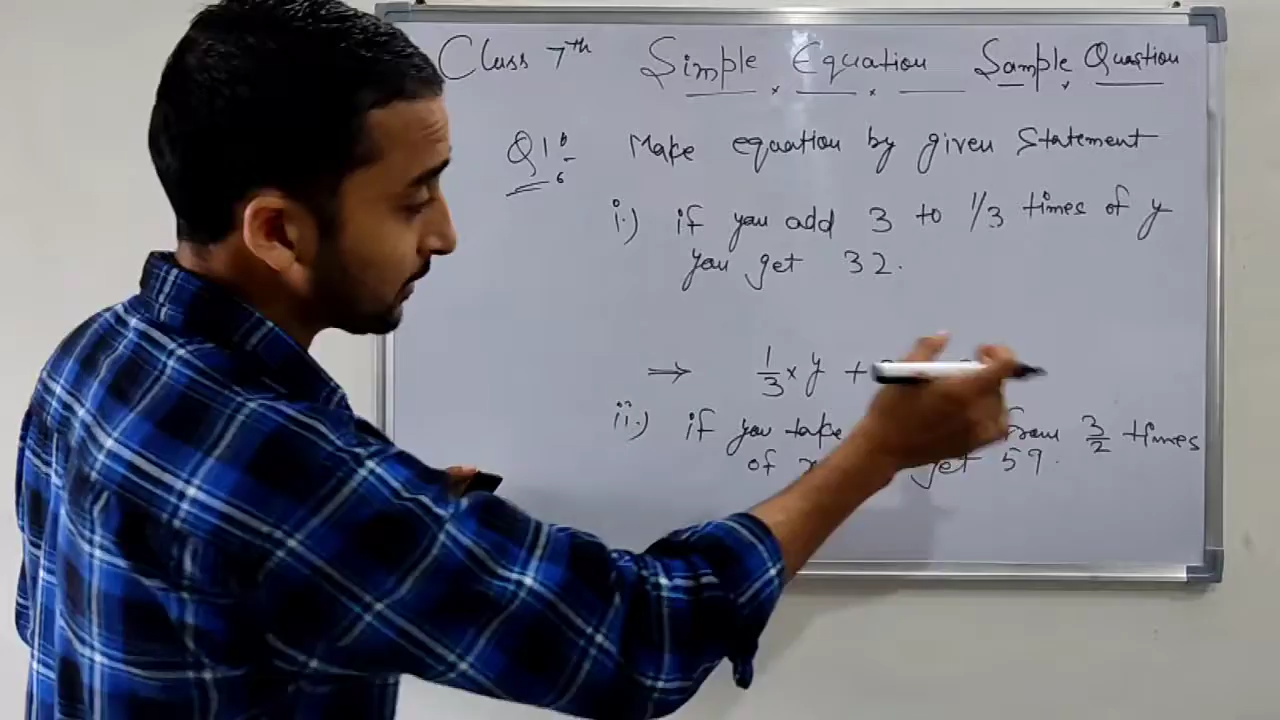 Class 7th Simple Equation Sample Question
Q1:- Make equation by given Statement
i.) if you add 3 to 1/3 times of y
you get 32.
⇒ 1/3 × y +
ii.) if you take from 3/2 times
of get 59.